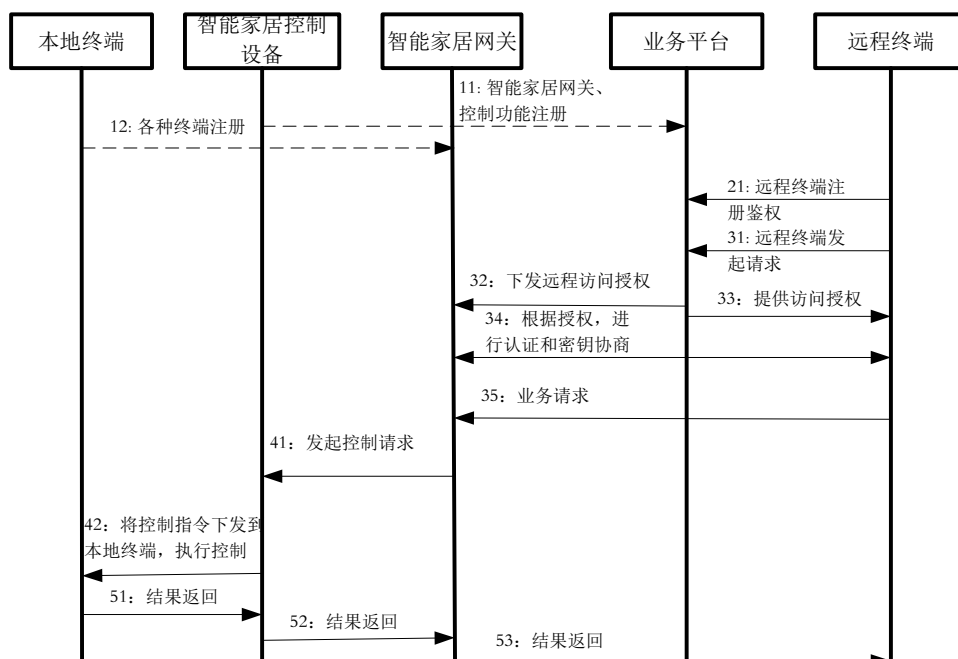 本地终端
智能家居控制
设备
智能家居网关
业务平台
远程终端
11: 智能家居网关、
控制功能注册
12: 各种终端注册
21: 远程终端注
册鉴权
31: 远程终端发
起请求
32：下发远程访问授权
33：提供访问授权
34：根据授权，进
行认证和密钥协商
35：业务请求
41：发起控制请求
42：将控制指令下发到
本地终端，执行控制
51：结果返回
52：结果返回
53：结果返回